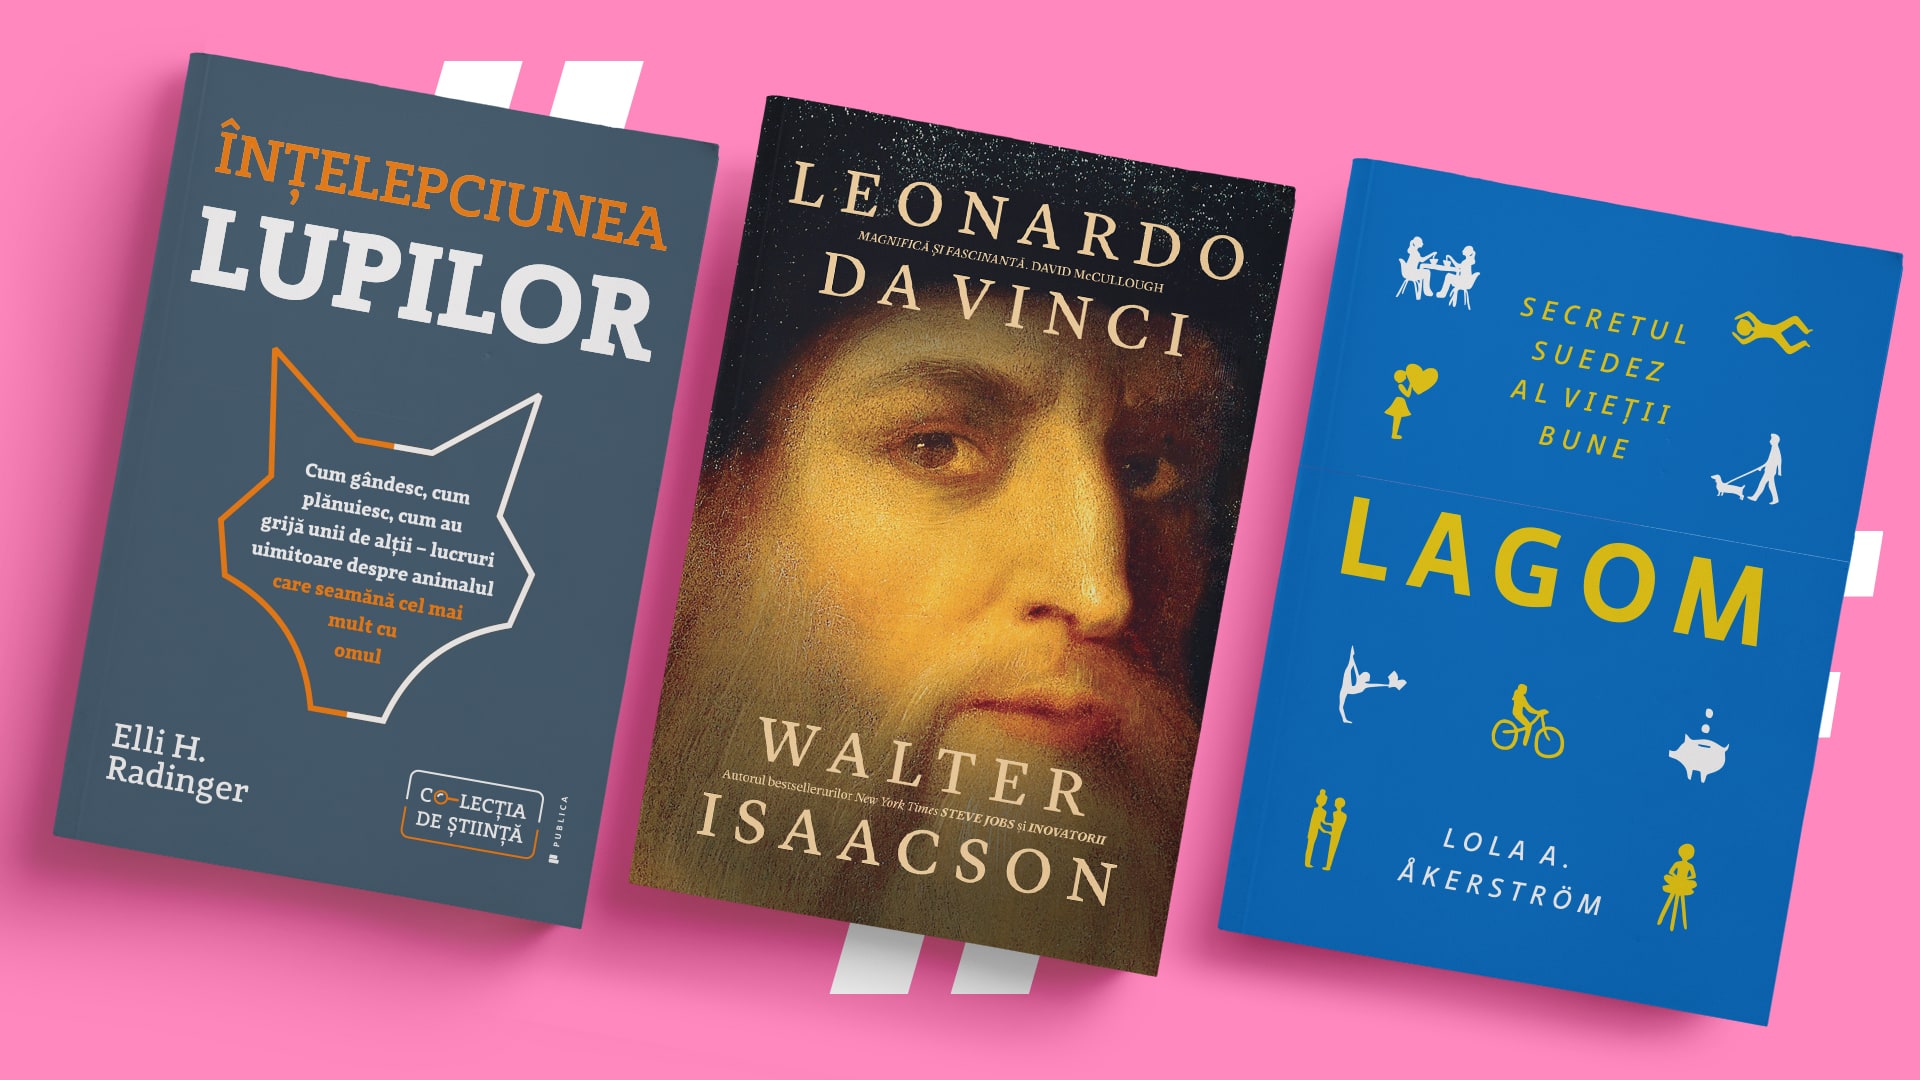 ÎNȚELEPCIUNEA
LUPILOR
Cum gândesc, cum
plănuiesc, cum au
grijă unii de alții – lucruri
uimitoare despre animalul
care seamănă cel mai
mult cu
omul
Elli H.
Radinger
COLECȚIA
DE ȘTIINȚĂ
PUBLICA
LEONARDO
MAGNIFICĂ ȘI FASCINANTĂ. DAVID McCULLOUGH
DA VINCI
WALTER
Autorul bestsellerurilor New York Times STEVE JOBS și INOVATORII
ISAACSON
SECRETUL
SUEDEZ
AL VIEȚII
BUNE
LAGOM
LOLA A.
ÅKERSTRÖM